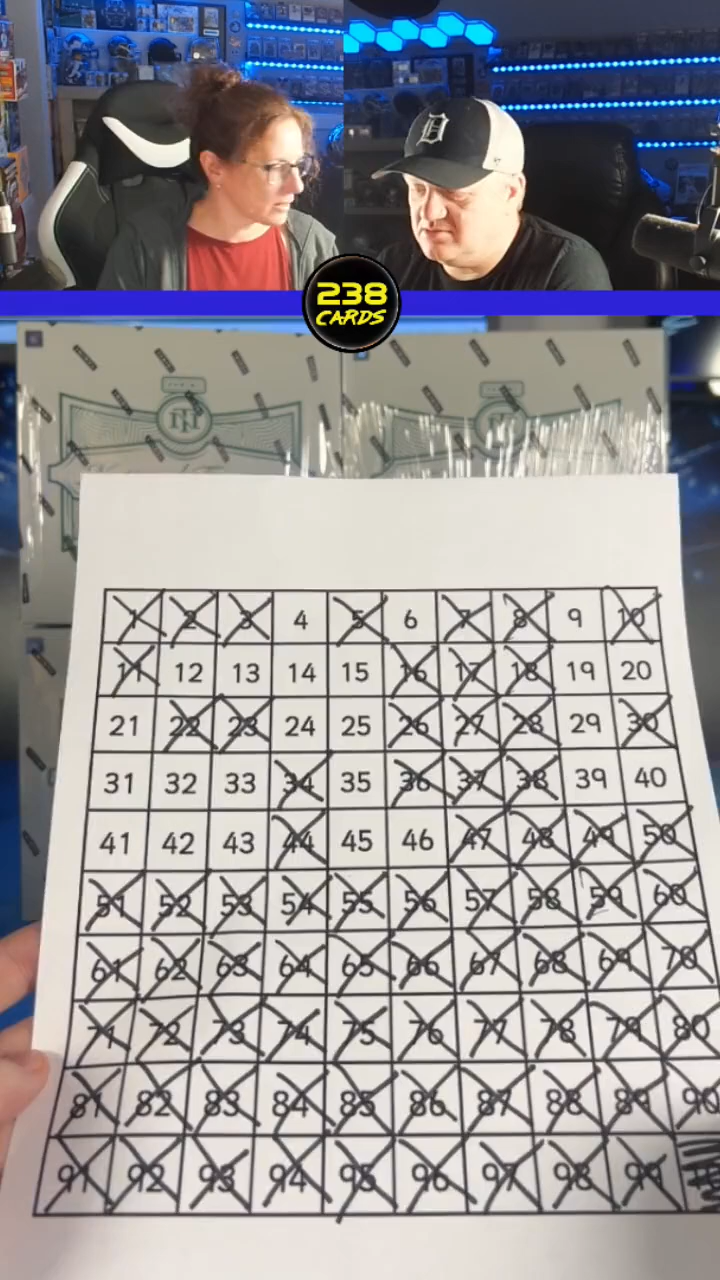 238
CARDS
1 2 3 4 5 6 7 8 9 10
11 12 13 14 15 16 17 18 19 20
21 22 23 24 25 26 27 28 29 30
31 32 33 34 35 36 37 38 39 40
41 42 43 44 45 46 47 48 49 50
51 52 53 54 55 56 57 58 59 60
61 62 63 64 65 66 67 68 69 70
71 72 73 74 75 76 77 78 79 80
81 82 83 84 85 86 87 88 89 90
91 92 93 94 95 96 97 98 99